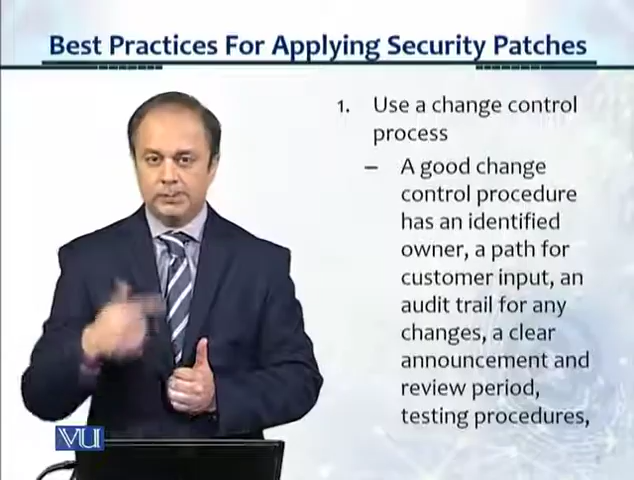 Best Practices For Applying Security Patches
1. Use a change control
process
– A good change
control procedure
has an identified
owner, a path for
customer input, an
audit trail for any
changes, a clear
announcement and
review period,
testing procedures,
VU